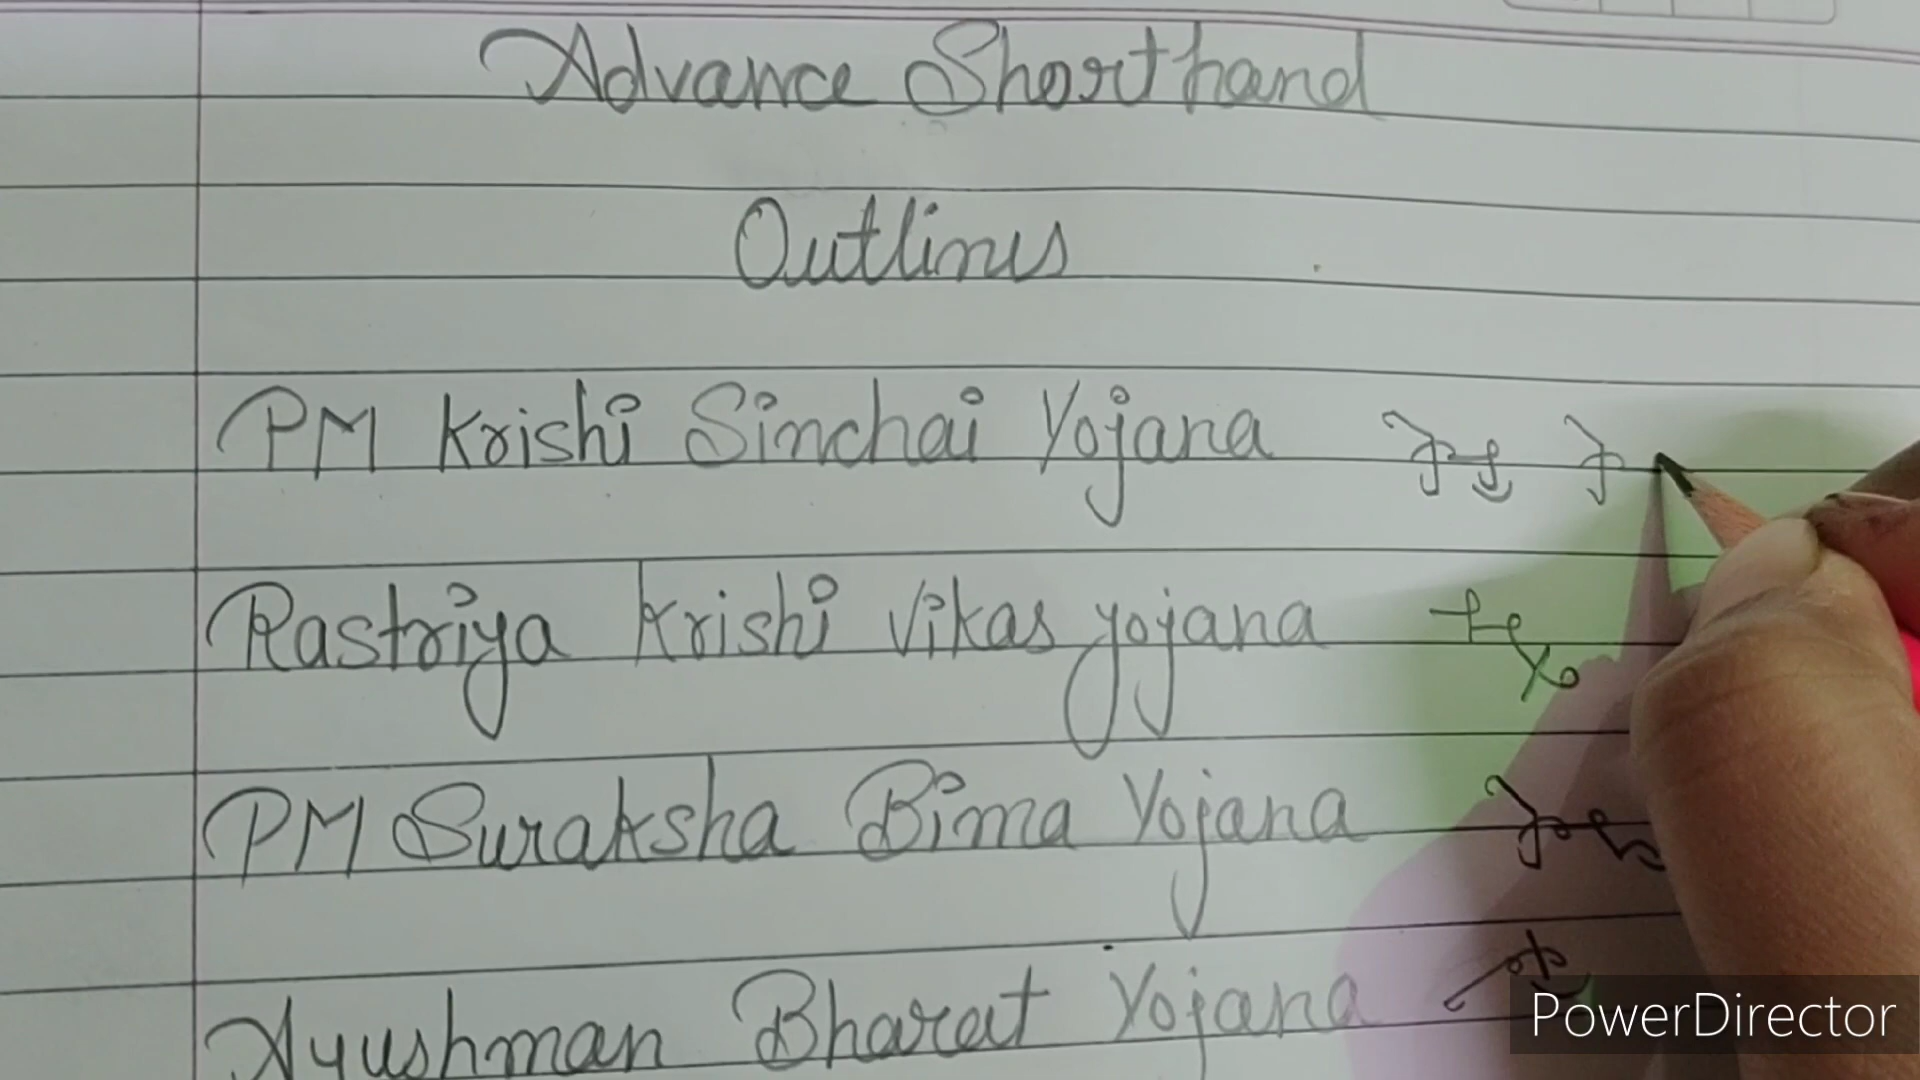 Advance Shorthand
Outlines
PM Krishi Sinchai Yojana
Rastriya Krishi Vikas yojana
PM Suraksha Bima Yojana
Ayushman Bharat Yojana
PowerDirector